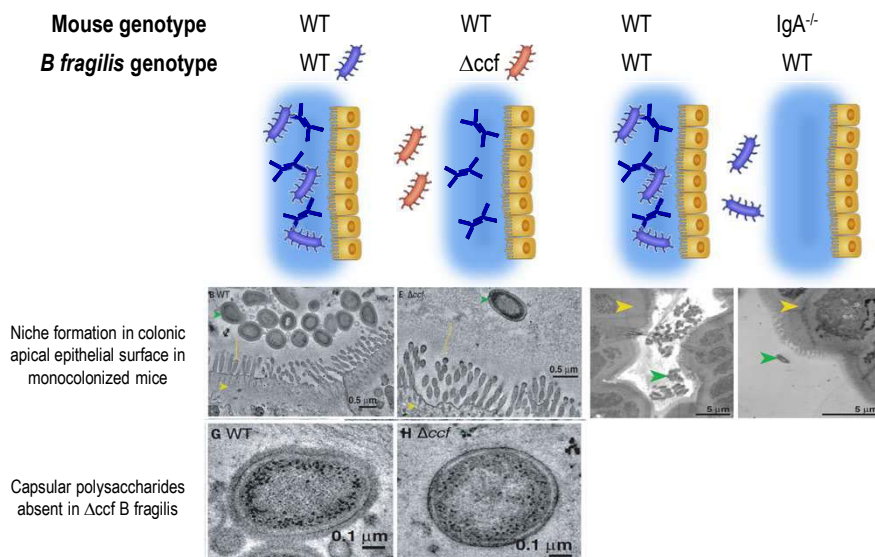 Mouse genotype WT WT WT IgA-/-
B fragilis genotype WT Δccf WT WT
Niche formation in colonic
apical epithelial surface in
monocolonized mice
B WT
E Δccf
0.5 μm
0.5 μm
5 μm
5 μm
Capsular polysaccharides
absent in Δccf B fragilis
G WT
H Δccf
0.1 μm
0.1 μm